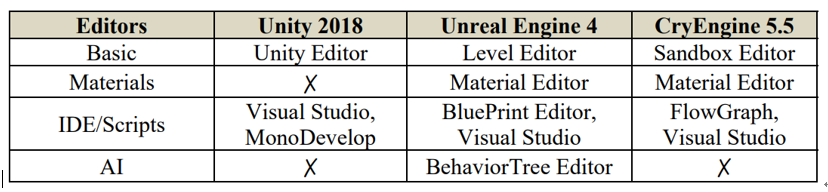 Editors Unity 2018 Unreal Engine 4 CryEngine 5.5
Basic Unity Editor Level Editor Sandbox Editor
Materials X Material Editor Material Editor
IDE/Scripts Visual Studio, MonoDevelop BluePrint Editor, Visual Studio FlowGraph, Visual Studio
AI X BehaviorTree Editor X